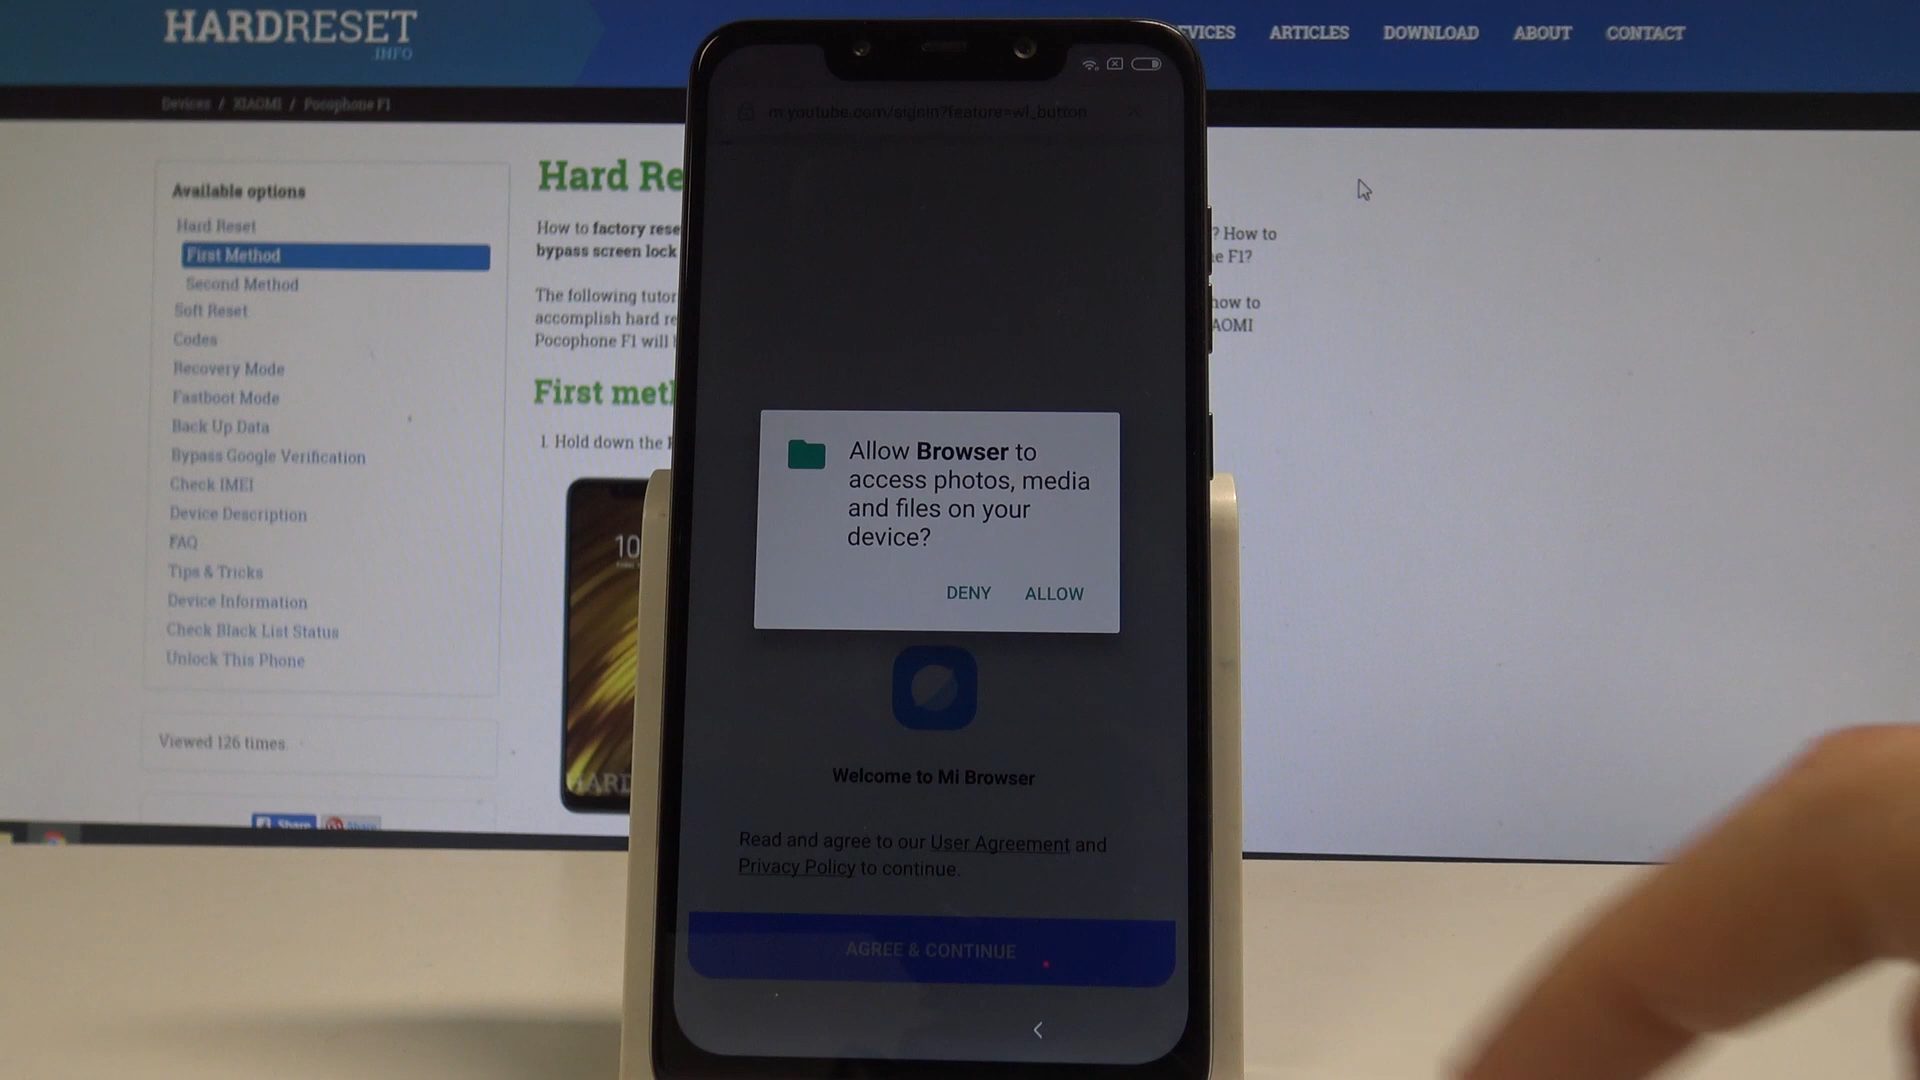 HARDRESET
.INFO
DEVICES ARTICLES DOWNLOAD ABOUT CONTACT
Devices / XIAOMI / Pocophone F1
Available options
Hard Reset
First Method
Second Method
Soft Reset
Codes
Recovery Mode
Fastboot Mode
Back Up Data
Bypass Google Verification
Check IMEI
Device Description
FAQ
Tips & Tricks
Device Information
Check Black List Status
Unlock This Phone
Viewed 126 times
Share
Share
Hard Re
How to factory rese
bypass screen lock
The following tutor
accomplish hard re
Pocophone F1 will
First met
1. Hold down the
10
HARD
? How to
e F1?
how to
AOMI
m.youtube.com/signin?feature=wl_button
Allow Browser to
access photos, media
and files on your
device?
DENY ALLOW
Welcome to Mi Browser
Read and agree to our User Agreement and
Privacy Policy to continue.
AGREE & CONTINUE